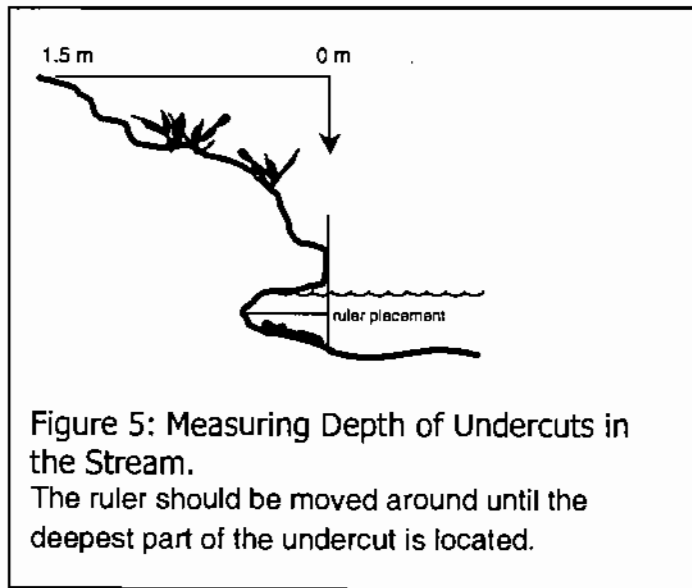 1.5 m 0 m
ruler placement
Figure 5: Measuring Depth of Undercuts in
the Stream.
The ruler should be moved around until the
deepest part of the undercut is located.